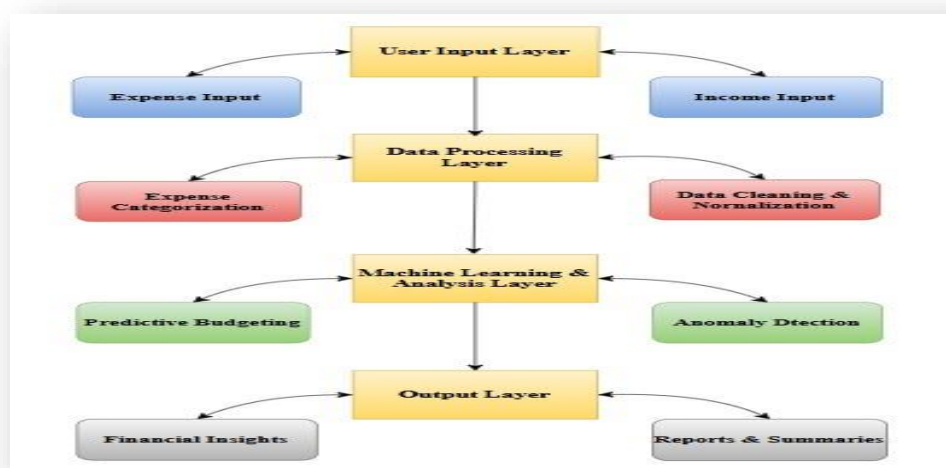 User Input Layer
Expense Input
Income Input
Data Processing
Layer
Expense
Categorization
Data Cleaning &
Nornalization
Machine Learning &
Analysis Layer
Predictive Budgeting
Anomaly Dtection
Output Layer
Financial Insights
Reports & Summaries